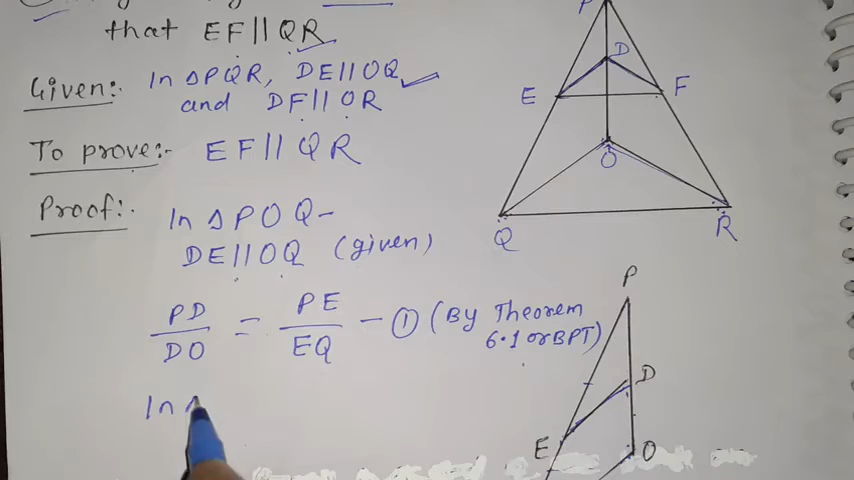 that EF||QR
Given:- In ΔPQR, DE||OQ
and DF||OR
To prove:- EF||QR
Proof:- In ΔPOQ-
DE||OQ (given)
PD/DO = PE/EQ - ① (By Theorem
6.1 or BPT)
In
P
D
E
F
O
Q
R
P
D
E
O